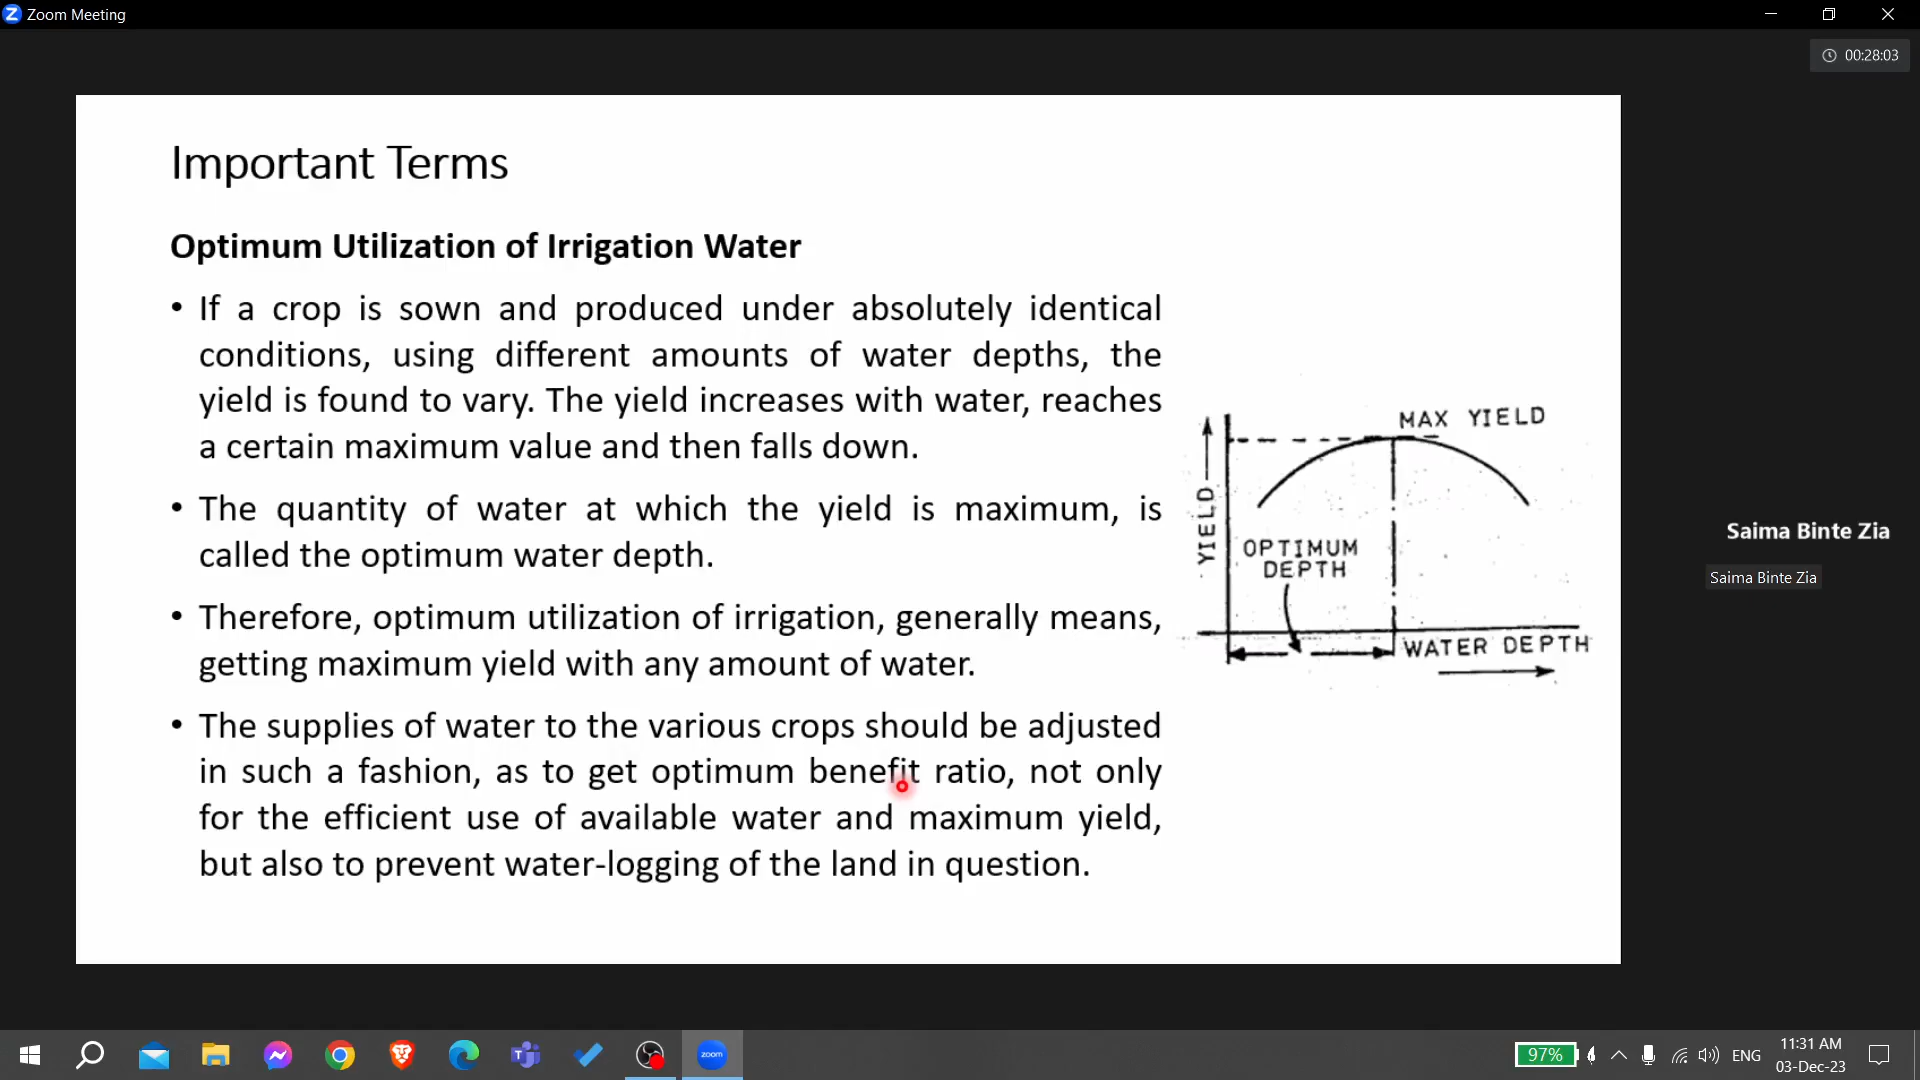 Zoom Meeting
00:28:03
Important Terms
Optimum Utilization of Irrigation Water
• If a crop is sown and produced under absolutely identical
conditions, using different amounts of water depths, the
yield is found to vary. The yield increases with water, reaches
a certain maximum value and then falls down.
• The quantity of water at which the yield is maximum, is
called the optimum water depth.
• Therefore, optimum utilization of irrigation, generally means,
getting maximum yield with any amount of water.
• The supplies of water to the various crops should be adjusted
in such a fashion, as to get optimum benefit ratio, not only
for the efficient use of available water and maximum yield,
but also to prevent water-logging of the land in question.
MAX YIELD
YIELD
OPTIMUM
DEPTH
WATER DEPTH
Saima Binte Zia
Saima Binte Zia
zoom
97%
ENG
11:31 AM
03-Dec-23